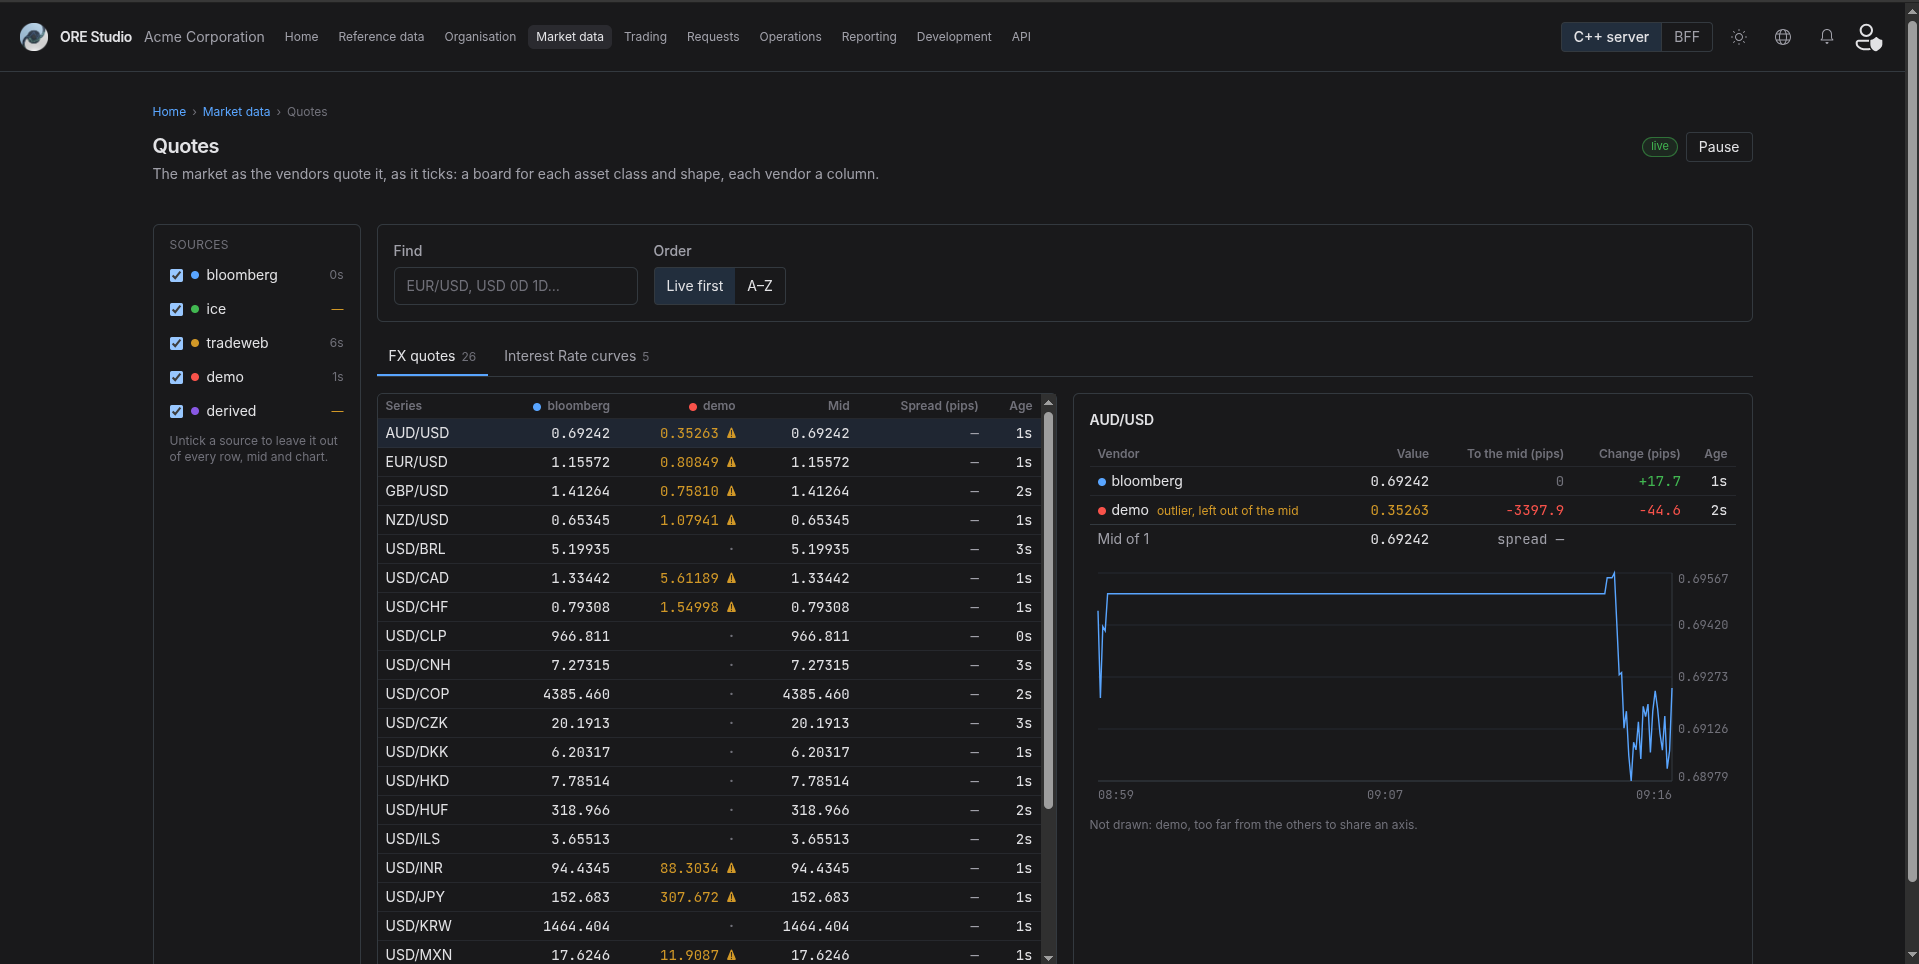 ORE Studio Acme Corporation Home Reference data Organisation Market data Trading Requests Operations Reporting Development API C++ server BFF
Home › Market data › Quotes
Quotes
live Pause
The market as the vendors quote it, as it ticks: a board for each asset class and shape, each vendor a column.
SOURCES
bloomberg 0s
ice —
tradeweb 6s
demo 1s
derived —
Untick a source to leave it out
of every row, mid and chart.
Find Order
EUR/USD, USD 0D 1D... Live first A–Z
FX quotes 26 Interest Rate curves 5
Series bloomberg demo Mid Spread (pips) Age
AUD/USD 0.69242 0.35263 0.69242 — 1s
EUR/USD 1.15572 0.80849 1.15572 — 1s
GBP/USD 1.41264 0.75810 1.41264 — 2s
NZD/USD 0.65345 1.07941 0.65345 — 1s
USD/BRL 5.19935 · 5.19935 — 3s
USD/CAD 1.33442 5.61189 1.33442 — 1s
USD/CHF 0.79308 1.54998 0.79308 — 1s
USD/CLP 966.811 · 966.811 — 0s
USD/CNH 7.27315 · 7.27315 — 3s
USD/COP 4385.460 · 4385.460 — 2s
USD/CZK 20.1913 · 20.1913 — 3s
USD/DKK 6.20317 · 6.20317 — 1s
USD/HKD 7.78514 · 7.78514 — 1s
USD/HUF 318.966 · 318.966 — 2s
USD/ILS 3.65513 · 3.65513 — 2s
USD/INR 94.4345 88.3034 94.4345 — 1s
USD/JPY 152.683 307.672 152.683 — 1s
USD/KRW 1464.404 · 1464.404 — 1s
USD/MXN 17.6246 11.9087 17.6246 — 1s
AUD/USD
Vendor Value To the mid (pips) Change (pips) Age
bloomberg 0.69242 0 +17.7 1s
demo outlier, left out of the mid 0.35263 -3397.9 -44.6 2s
Mid of 1 0.69242 spread —
0.69567
0.69420
0.69273
0.69126
0.68979
08:59 09:07 09:16
Not drawn: demo, too far from the others to share an axis.